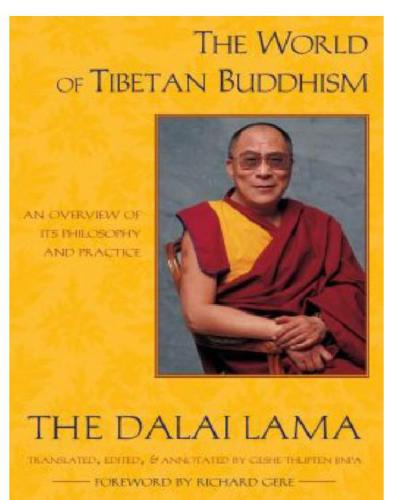 THE WORLD
OF TIBETAN BUDDHISM
AN OVERVIEW OF
ITS PHILOSOPHY
AND PRACTICE
THE DALAI LAMA
TRANSLATED, EDITED, & ANNOTATED BY GESHE THUPTEN JINPA
FOREWORD BY RICHARD GERE